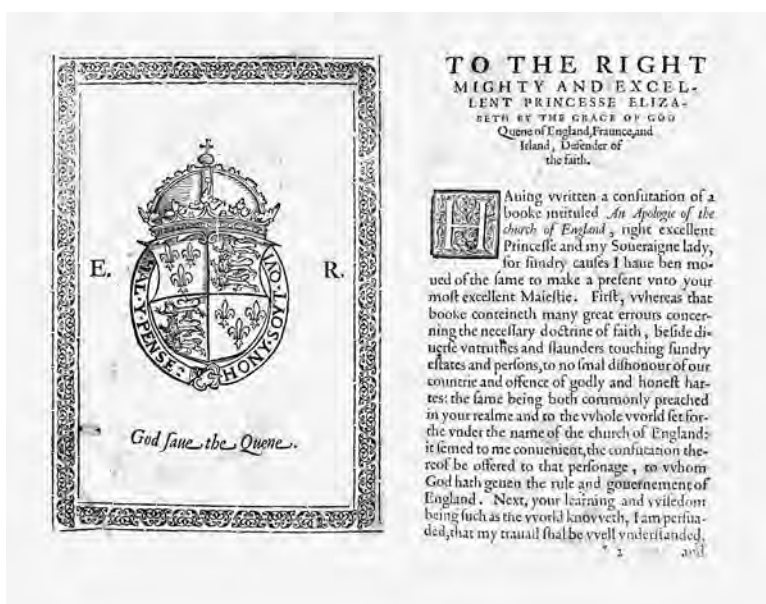 E. R.
HONY·SOYT·QVI·MAL·Y·PENSE·
God ſaue the Quene.
TO THE RIGHT
MIGHTY AND EXCEL-
LENT PRINCESSE ELIZA-
BETH BY THE GRACE OF GOD
Quene of England, Fraunce, and
Irland, Defender of
the faith.
HAuing vvritten a confutation of a
booke intituled An Apologie of the
church of England, right excellent
Princeſſe and my Soueraigne lady,
for ſundry cauſes I haue ben mo-
ued of the ſame to make a preſent vnto your
moſt excellent Maieſtie. Firſt, vvhereas that
booke conteineth many great errours concer-
ning the neceſſary doctrine of faith, beſide di-
uerſe vntruthes and ſlaunders touching ſundry
eſtates and perſons, to no ſmal diſhonour of our
countrie and offence of godly and honeſt har-
tes: the ſame being both commonly preached
in your realme and to the vvhole vvorld ſet for-
the vnder the name of the church of England:
it ſemed to me conuenient, the confutation the-
reof be offered to that perſonage, to vvhom
God hath geuen the rule and gouernement of
England. Next, your learning and vviſedom
being ſuch as the vvorld knovveth, I am perſua-
ded, that my trauail ſhal be vvell vnderſtanded,
* 2 and